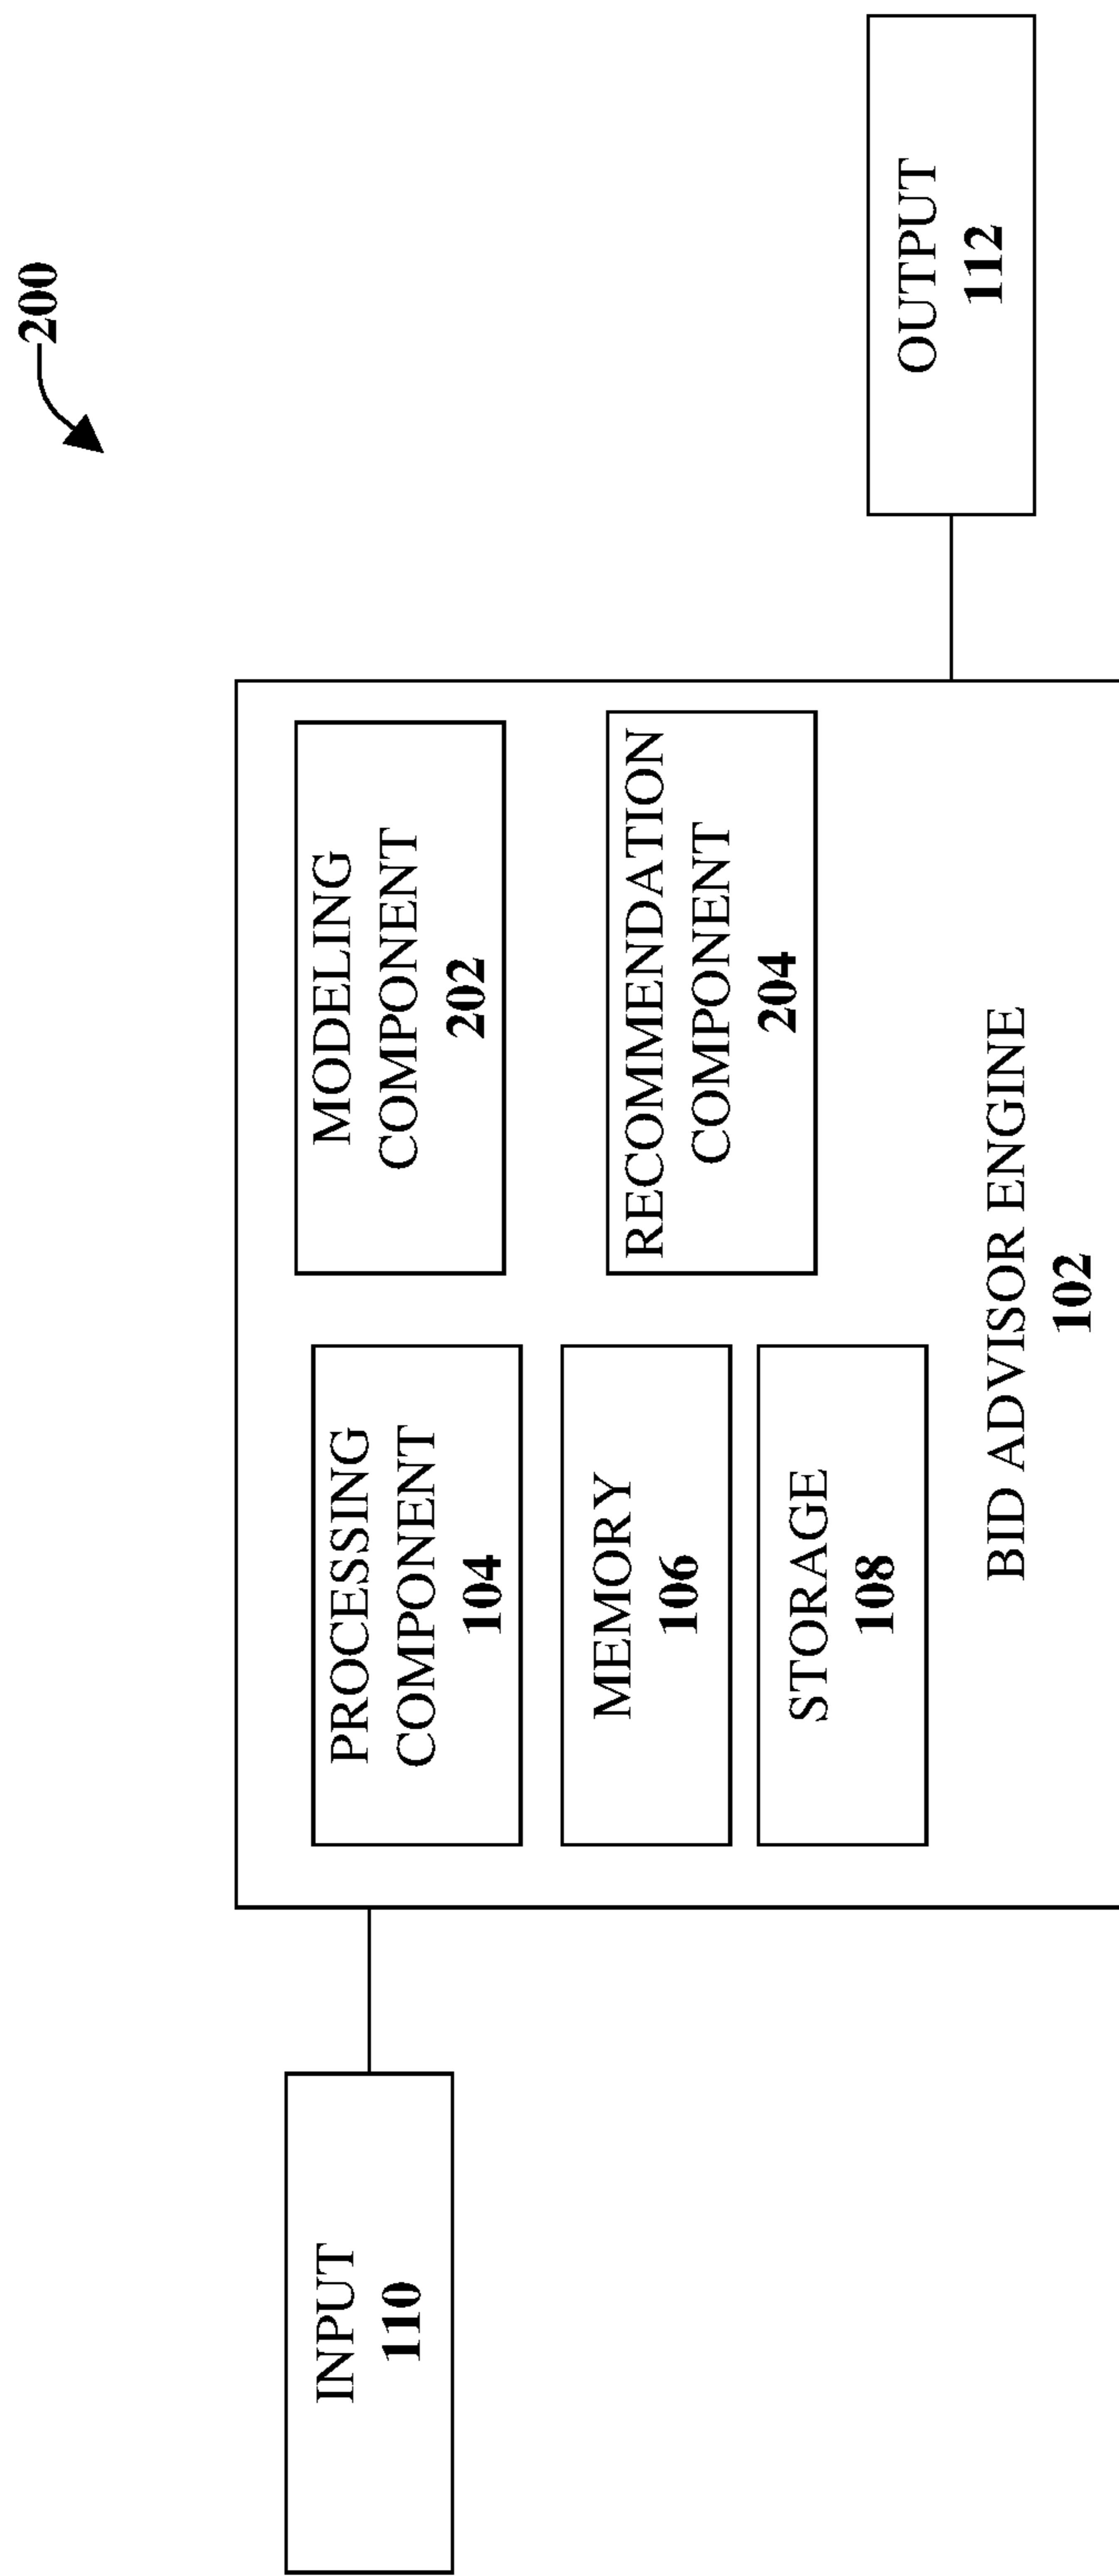 200
INPUT
110
PROCESSING
COMPONENT
104
MEMORY
106
STORAGE
108
MODELING
COMPONENT
202
RECOMMENDATION
COMPONENT
204
BID ADVISOR ENGINE
102
OUTPUT
112